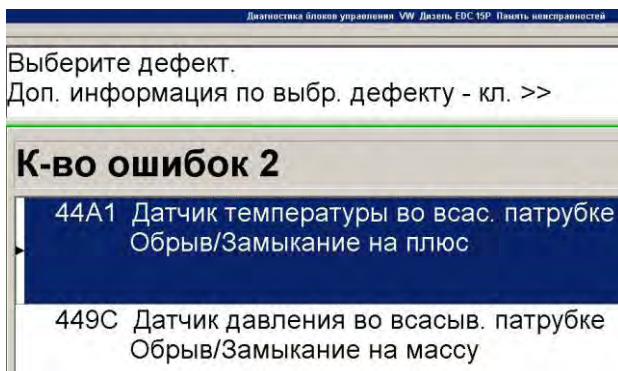 Диагностика блоков управления VW Дизель EDC 15P Память неисправностей
Выберите дефект.
Доп. информация по выбр. дефекту - кл. >>
К-во ошибок 2
44A1 Датчик температуры во всас. патрубке
Обрыв/Замыкание на плюс
449C Датчик давления во всасыв. патрубке
Обрыв/Замыкание на массу